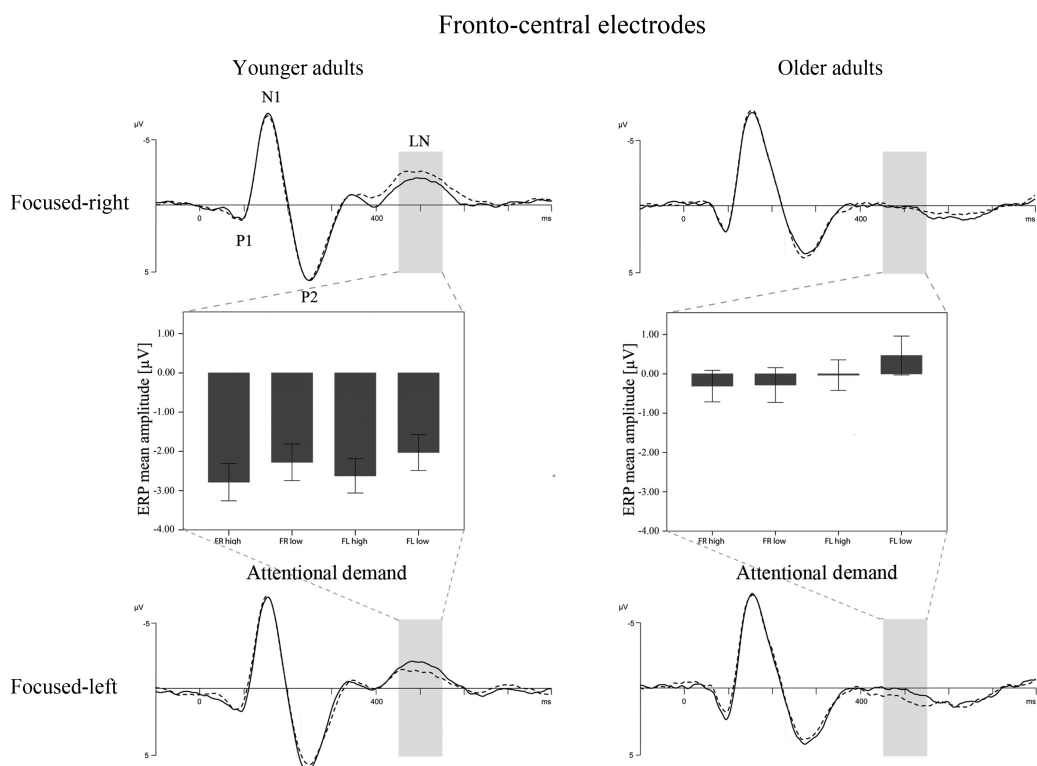 Fronto-central electrodes
Younger adults
Older adults
N1
µV
-5
LN
µV
-5
Focused-right
0
400
ms
0
400
ms
P1
5
5
P2
ERP mean amplitude [µV]
1.00
0.00
-1.00
-2.00
-3.00
-4.00
FR high
FR low
FL high
FL low
ERP mean amplitude [µV]
1.00
0.00
-1.00
-2.00
-3.00
-4.00
FR high
FR low
FL high
FL low
Attentional demand
Attentional demand
µV
-5
µV
-5
Focused-left
0
400
ms
0
400
ms
5
5